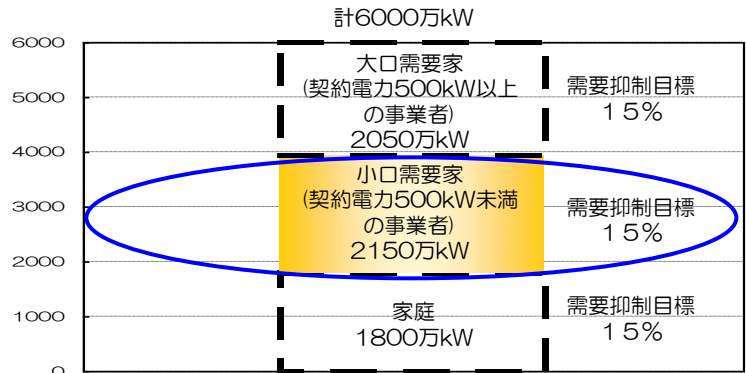 計6000万kW
6000
5000
4000
3000
2000
1000
0
大口需要家
(契約電力500kW以上
の事業者)
2050万kW
需要抑制目標
15%
小口需要家
(契約電力500kW未満
の事業者)
2150万kW
需要抑制目標
15%
家庭
1800万kW
需要抑制目標
15%